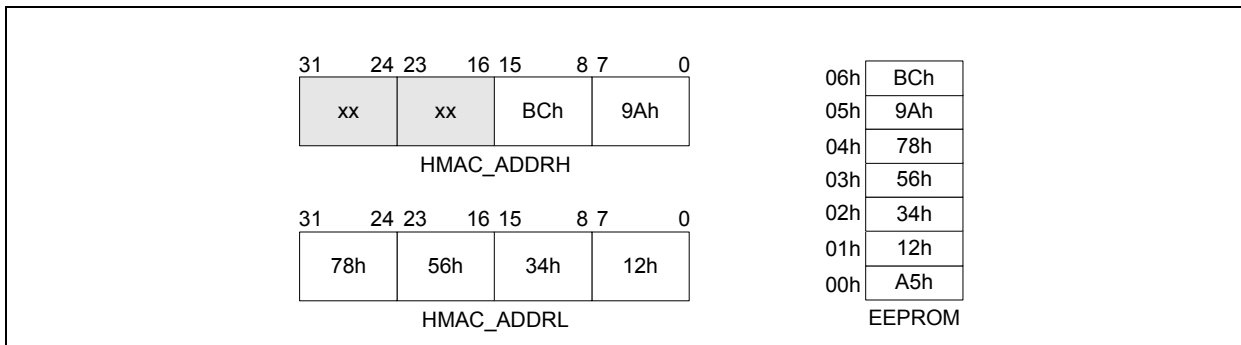 31 24 23 16 15 8 7 0
xx xx BCh 9Ah
HMAC_ADDRH
31 24 23 16 15 8 7 0
78h 56h 34h 12h
HMAC_ADDRL
06h BCh
05h 9Ah
04h 78h
03h 56h
02h 34h
01h 12h
00h A5h
EEPROM